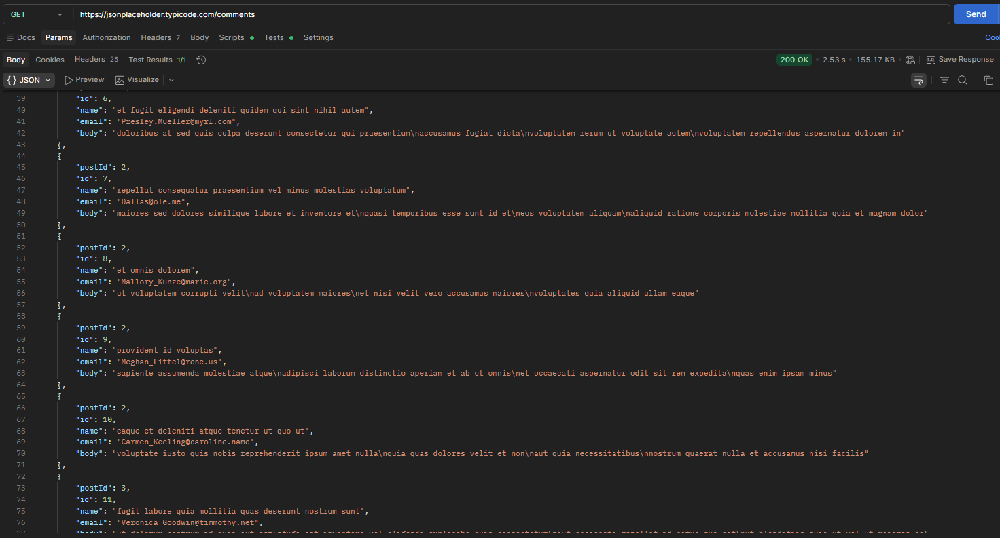 GET https://jsonplaceholder.typicode.com/comments Send
Docs Params Authorization Headers 7 Body Scripts Tests Settings
Body Cookies Headers 25 Test Results 1/1 200 OK 2.53 s 155.17 KB e.g. Save Response
{} JSON Preview Visualize
39 "id": 6,
40 "name": "et fugit eligendi deleniti quidem qui sint nihil autem",
41 "email": "Presley.Mueller@myrl.com",
42 "body": "doloribus at sed quis culpa deserunt consectetur qui praesentium\naccusamus fugiat dicta\nvoluptatem rerum ut voluptate autem\nvoluptatem repellendus aspernatur dolorem in"
43 },
44 {
45 "postId": 2,
46 "id": 7,
47 "name": "repellat consequatur praesentium vel minus molestias voluptatum",
48 "email": "Dallas@ole.me",
49 "body": "maiores sed dolores similique labore et inventore et\nquasi temporibus esse sunt id et\neos voluptatem aliquam\naliquid ratione corporis molestiae mollitia quia et magnam dolor"
50 },
51 {
52 "postId": 2,
53 "id": 8,
54 "name": "et omnis dolorem",
55 "email": "Mallory_Kunze@marie.org",
56 "body": "ut voluptatem corrupti velit\nad voluptatem maiores\net nisi velit vero accusamus maiores\nvoluptates quia aliquid ullam eaque"
57 },
58 {
59 "postId": 2,
60 "id": 9,
61 "name": "provident id voluptas",
62 "email": "Meghan_Littel@rene.us",
63 "body": "sapiente assumenda molestiae atque\nadipisci laborum distinctio aperiam et ab ut omnis\net occaecati aspernatur odit sit rem expedita\nquas enim ipsam minus"
64 },
65 {
66 "postId": 2,
67 "id": 10,
68 "name": "eaque et deleniti atque tenetur ut quo ut",
69 "email": "Carmen_Keeling@caroline.name",
70 "body": "voluptate iusto quis nobis reprehenderit ipsum amet nulla\nquia quas dolores velit et non\naut quia necessitatibus\nnostrum quaerat nulla et accusamus nisi facilis"
71 },
72 {
73 "postId": 3,
74 "id": 11,
75 "name": "fugit labore quia mollitia quas deserunt nostrum sunt",
76 "email": "Veronica_Goodwin@timmothy.net",